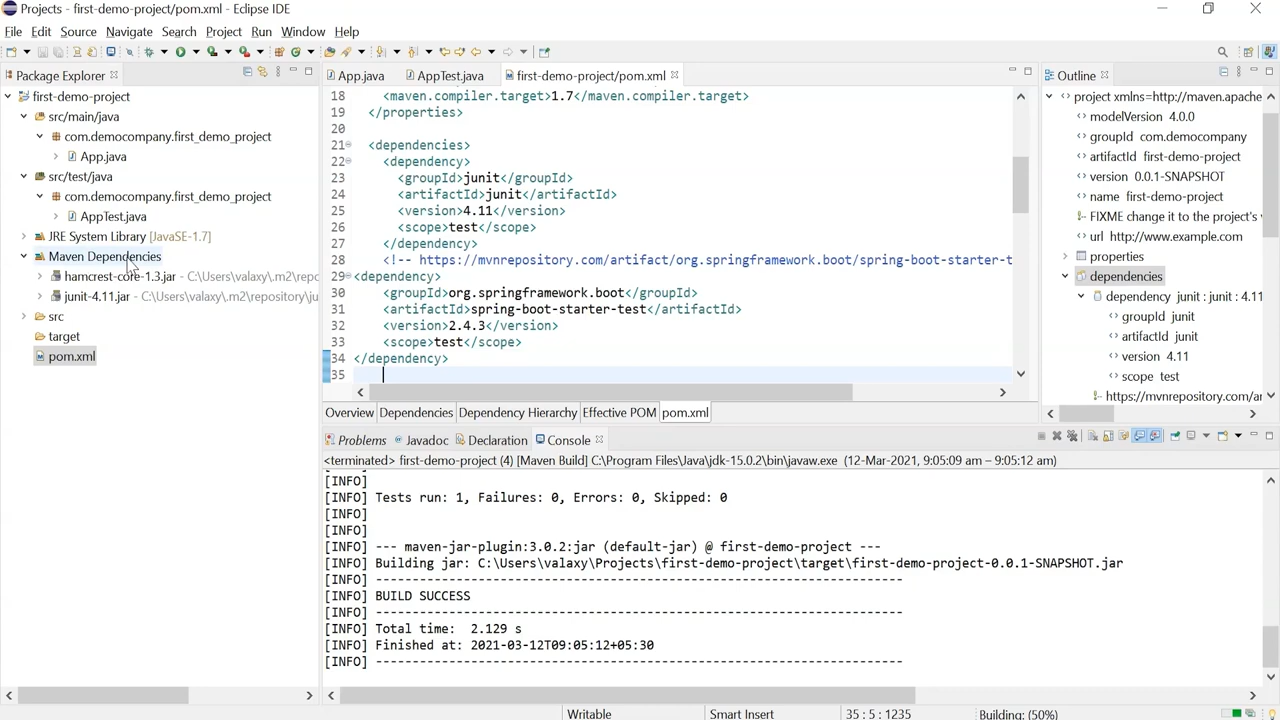 Projects - first-demo-project/pom.xml - Eclipse IDE
File Edit Source Navigate Search Project Run Window Help
Package Explorer
App.java AppTest.java first-demo-project/pom.xml
Outline
first-demo-project
src/main/java
com.democompany.first_demo_project
App.java
src/test/java
com.democompany.first_demo_project
AppTest.java
JRE System Library [JavaSE-1.7]
Maven Dependencies
hamcrest-core-1.3.jar - C:\Users\valaxy\.m2\repo
junit-4.11.jar - C:\Users\valaxy\.m2\repository\ju
src
target
pom.xml
18 <maven.compiler.target>1.7</maven.compiler.target>
19 </properties>
20
21 <dependencies>
22 <dependency>
23 <groupId>junit</groupId>
24 <artifactId>junit</artifactId>
25 <version>4.11</version>
26 <scope>test</scope>
27 </dependency>
28 <!-- https://mvnrepository.com/artifact/org.springframework.boot/spring-boot-starter-t
29 <dependency>
30 <groupId>org.springframework.boot</groupId>
31 <artifactId>spring-boot-starter-test</artifactId>
32 <version>2.4.3</version>
33 <scope>test</scope>
34 </dependency>
35
Overview Dependencies Dependency Hierarchy Effective POM pom.xml
project xmlns=http://maven.apache
modelVersion 4.0.0
groupId com.democompany
artifactId first-demo-project
version 0.0.1-SNAPSHOT
name first-demo-project
FIXME change it to the project's
url http://www.example.com
properties
dependencies
dependency junit : junit : 4.11
groupId junit
artifactId junit
version 4.11
scope test
https://mvnrepository.com/ar
Problems Javadoc Declaration Console
<terminated> first-demo-project (4) [Maven Build] C:\Program Files\Java\jdk-15.0.2\bin\javaw.exe (12-Mar-2021, 9:05:09 am – 9:05:12 am)
[INFO]
[INFO] Tests run: 1, Failures: 0, Errors: 0, Skipped: 0
[INFO]
[INFO]
[INFO] --- maven-jar-plugin:3.0.2:jar (default-jar) @ first-demo-project ---
[INFO] Building jar: C:\Users\valaxy\Projects\first-demo-project\target\first-demo-project-0.0.1-SNAPSHOT.jar
[INFO] ------------------------------------------------------------------------
[INFO] BUILD SUCCESS
[INFO] ------------------------------------------------------------------------
[INFO] Total time: 2.129 s
[INFO] Finished at: 2021-03-12T09:05:12+05:30
[INFO] ------------------------------------------------------------------------
Writable Smart Insert 35 : 5 : 1235 Building: (50%)